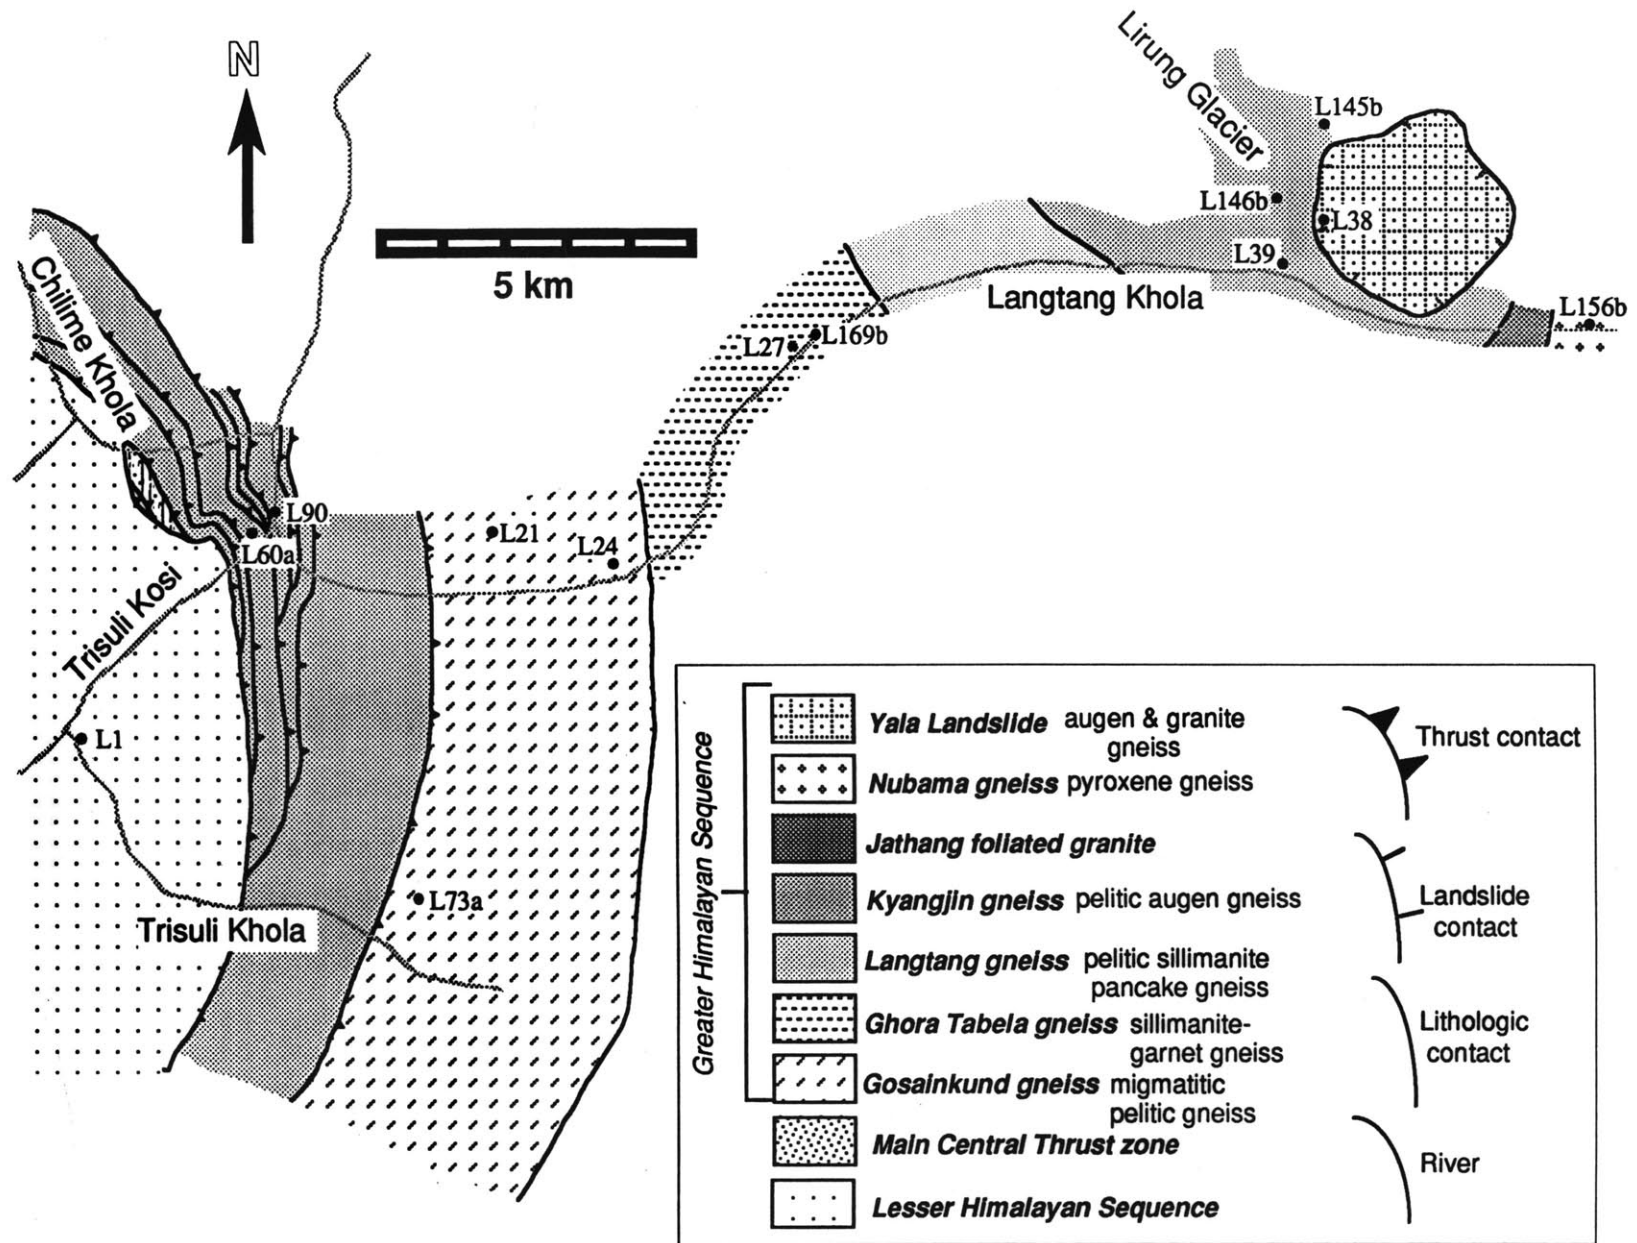 N
5 km
Lirung Glacier
L145b
L146b
L38
L39
L156b
Langtang Khola
L169b
L27
Chilime Khola
L90
L60a
L21
L24
Trisuli Kosi
L1
L73a
Trisuli Khola
Greater Himalayan Sequence
Yala Landslide augen & granite
gneiss
Nubama gneiss pyroxene gneiss
Jathang foliated granite
Kyangjin gneiss pelitic augen gneiss
Langtang gneiss pelitic sillimanite
pancake gneiss
Ghora Tabela gneiss sillimanite-
garnet gneiss
Gosainkund gneiss migmatitic
pelitic gneiss
Main Central Thrust zone
Lesser Himalayan Sequence
Thrust contact
Landslide
contact
Lithologic
contact
River